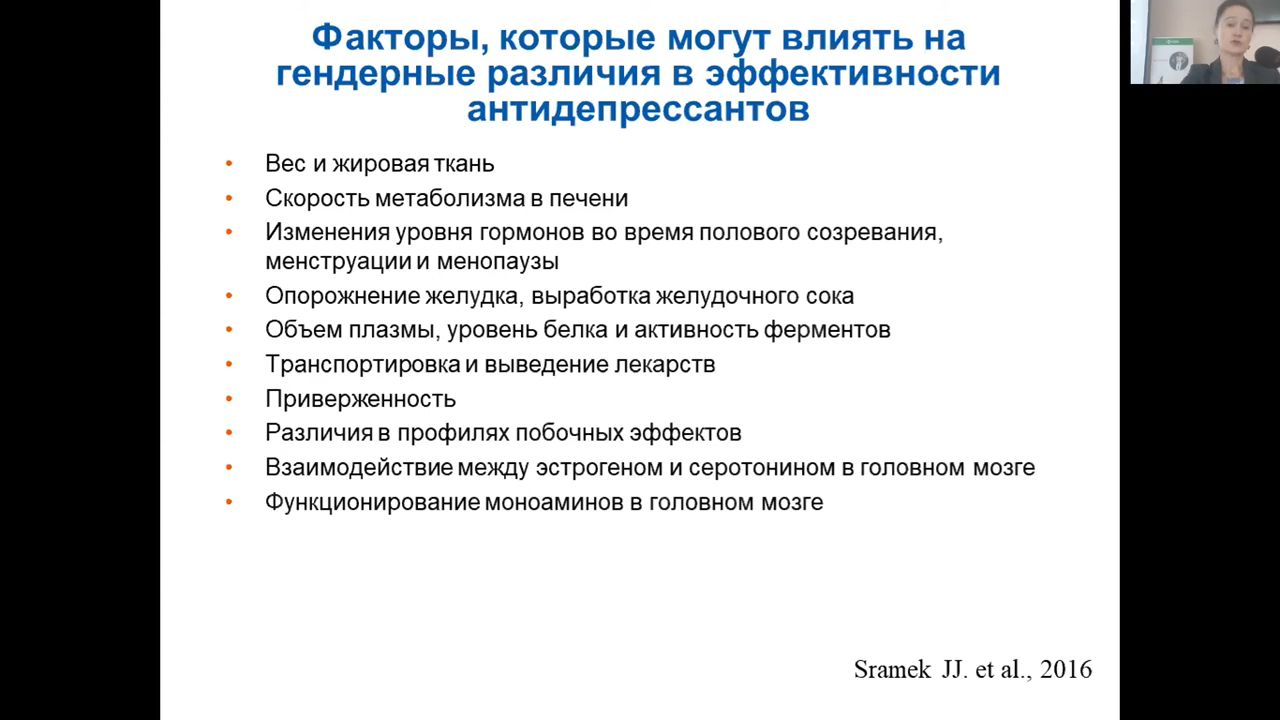 Факторы, которые могут влиять на
гендерные различия в эффективности
антидепрессантов
• Вес и жировая ткань
• Скорость метаболизма в печени
• Изменения уровня гормонов во время полового созревания,
менструации и менопаузы
• Опорожнение желудка, выработка желудочного сока
• Объем плазмы, уровень белка и активность ферментов
• Транспортировка и выведение лекарств
• Приверженность
• Различия в профилях побочных эффектов
• Взаимодействие между эстрогеном и серотонином в головном мозге
• Функционирование моноаминов в головном мозге
Sramek JJ. et al., 2016